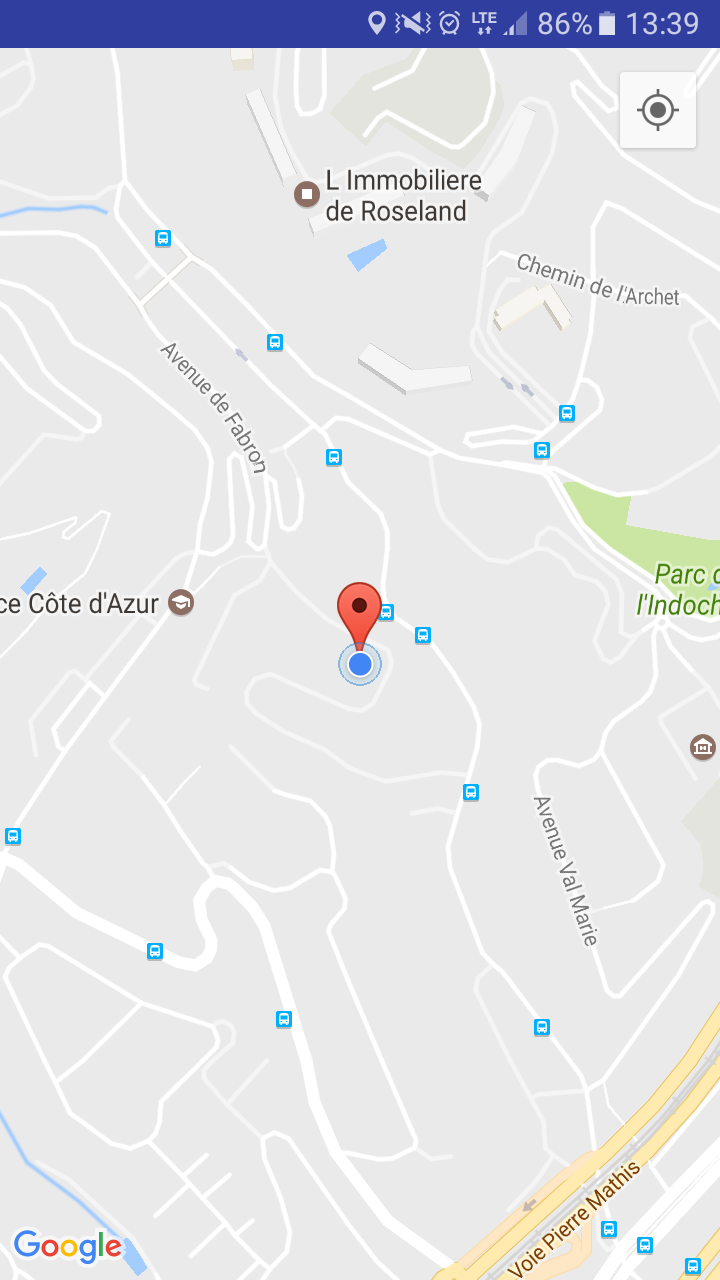 LTE 86% 13:39
L Immobiliere
de Roseland
Chemin de l'Archet
Avenue de Fabron
Parc d
l'Indoch
ce Côte d'Azur
Avenue Val Marie
Voie Pierre Mathis
Google